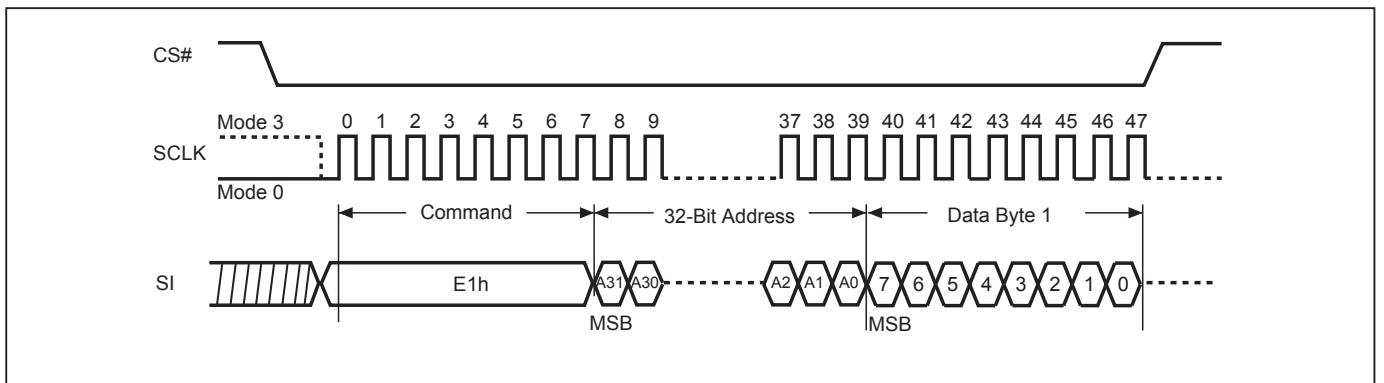 CS#
Mode 3
0 1 2 3 4 5 6 7 8 9 37 38 39 40 41 42 43 44 45 46 47
SCLK
Mode 0
Command 32-Bit Address Data Byte 1
SI E1h A31 A30 A2 A1 A0 7 6 5 4 3 2 1 0
MSB MSB